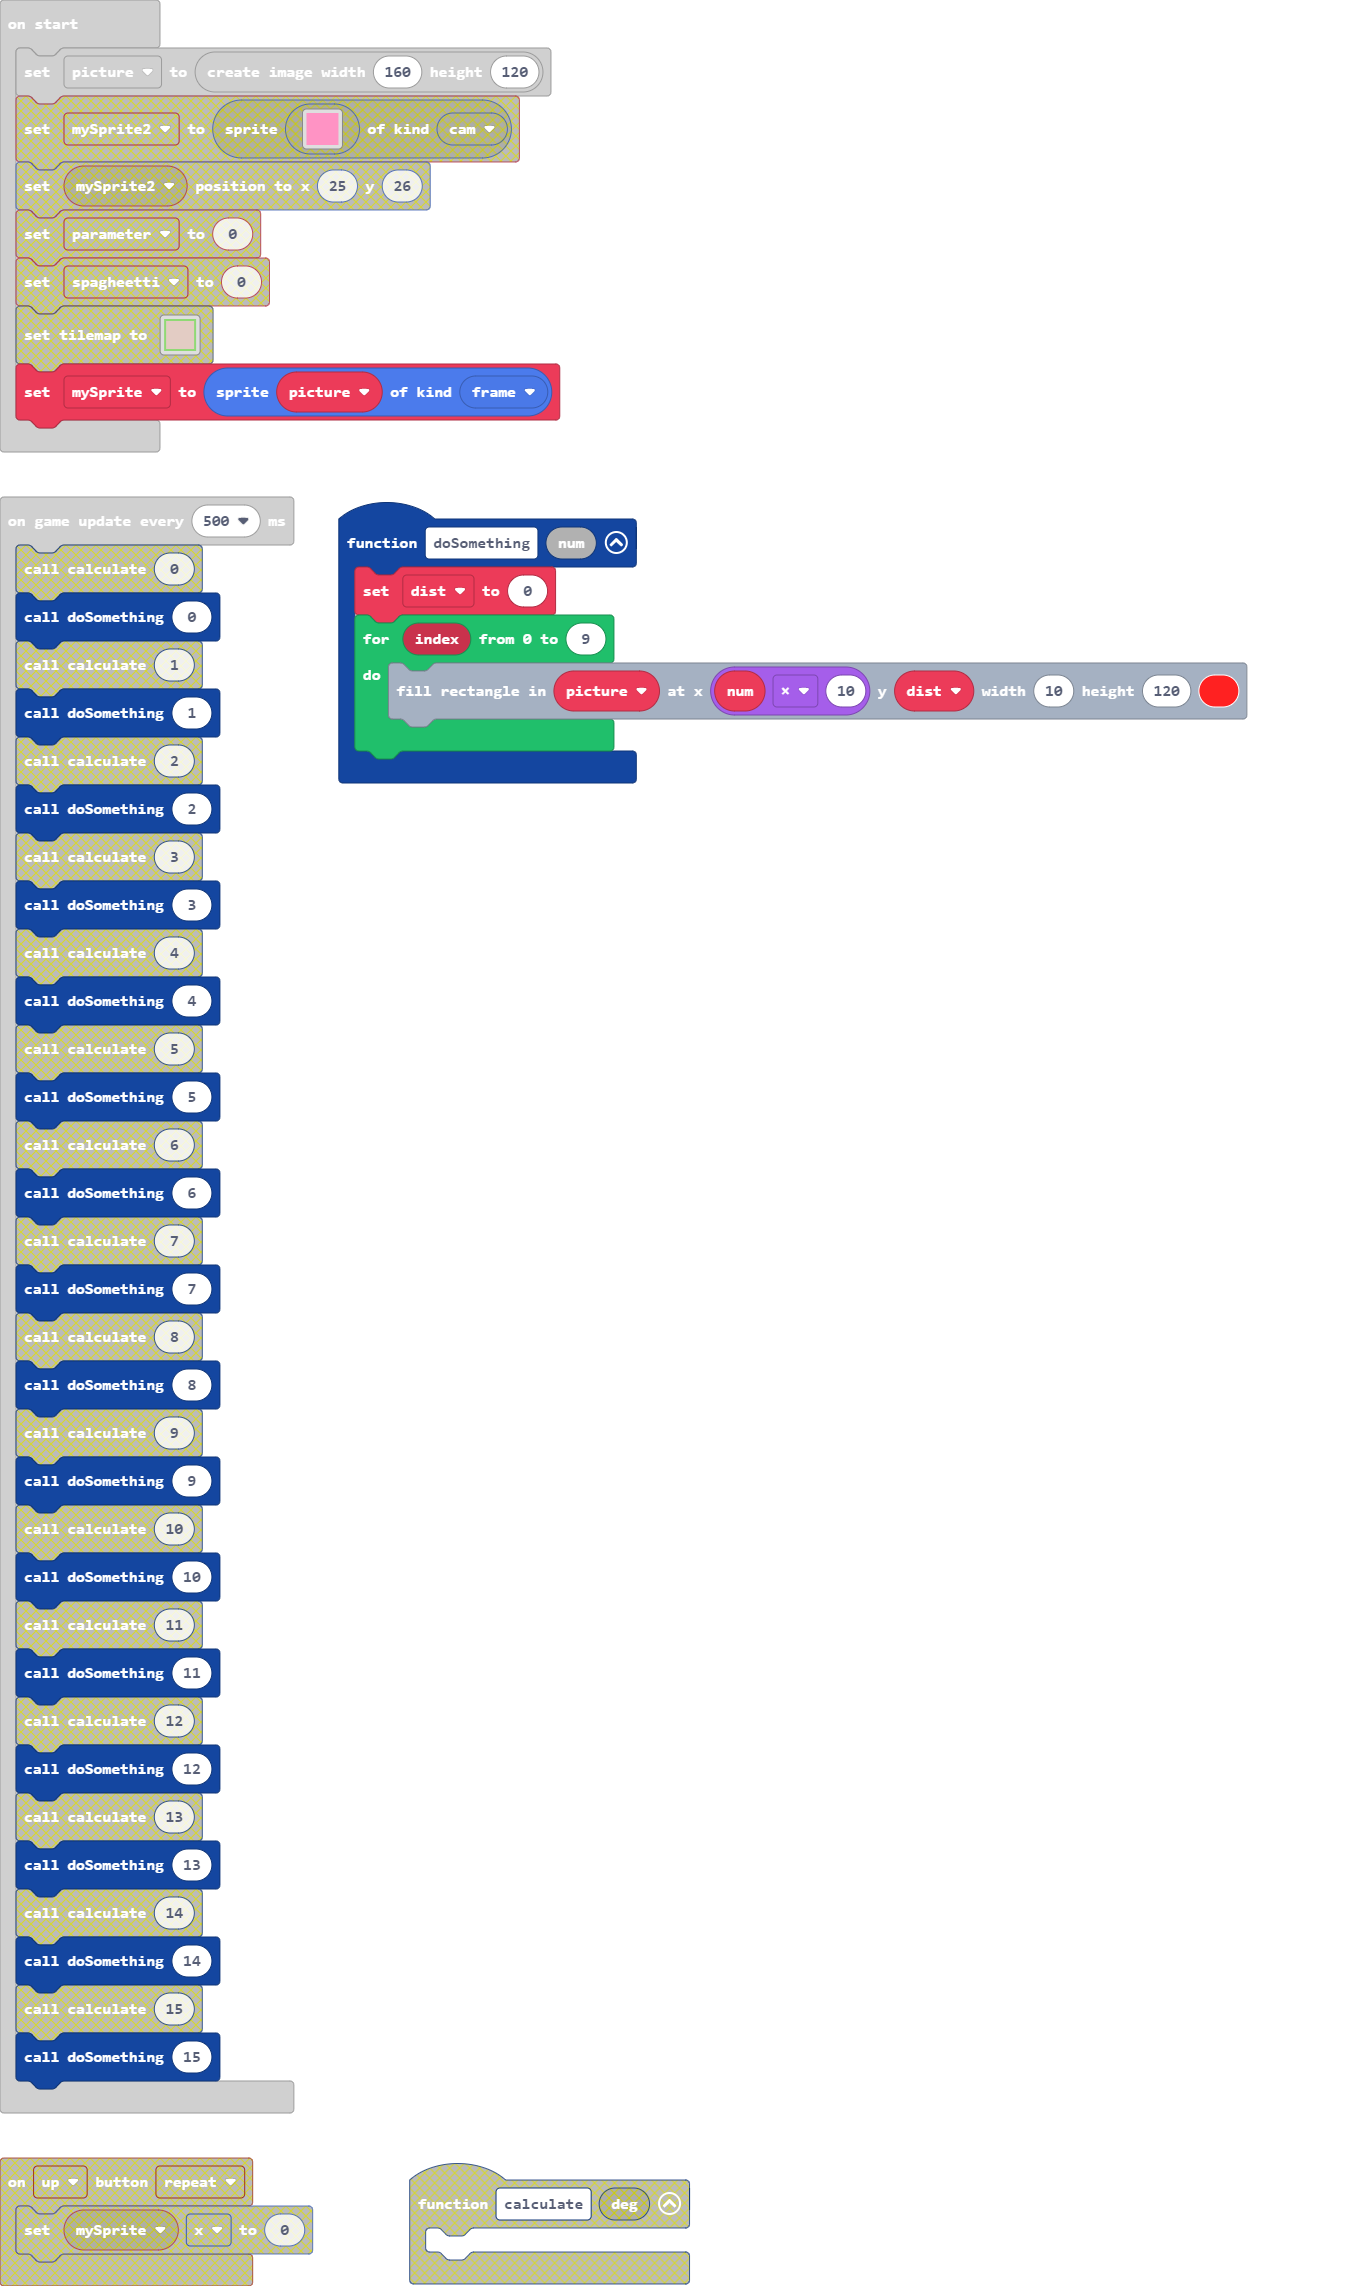 on start
set picture to create image width 160 height 120
set mySprite2 to sprite of kind cam
set mySprite2 position to x 25 y 26
set parameter to 0
set spagheetti to 0
set tilemap to
set mySprite to sprite picture of kind frame
on game update every 500 ms
call calculate 0
call doSomething 0
call calculate 1
call doSomething 1
call calculate 2
call doSomething 2
call calculate 3
call doSomething 3
call calculate 4
call doSomething 4
call calculate 5
call doSomething 5
call calculate 6
call doSomething 6
call calculate 7
call doSomething 7
call calculate 8
call doSomething 8
call calculate 9
call doSomething 9
call calculate 10
call doSomething 10
call calculate 11
call doSomething 11
call calculate 12
call doSomething 12
call calculate 13
call doSomething 13
call calculate 14
call doSomething 14
call calculate 15
call doSomething 15
function doSomething num
set dist to 0
for index from 0 to 9
do
fill rectangle in picture at x num × 10 y dist width 10 height 120
on up button repeat
set mySprite x to 0
function calculate deg